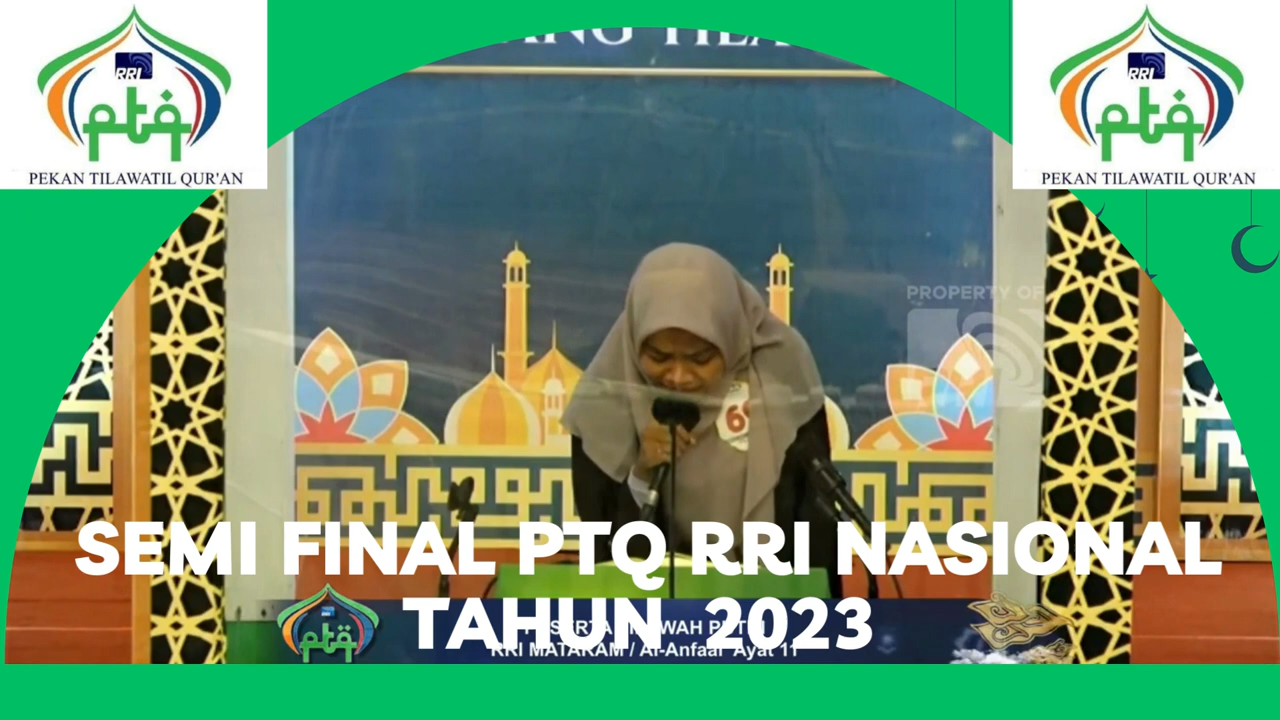 RRI
ptq
PEKAN TILAWATIL QUR'AN
RRI
ptq
PEKAN TILAWATIL QUR'AN
PROPERTY OF
SEMI FINAL PTQ RRI NASIONAL
TAHUN 2023
ptq
RRI MATARAM / Al-Anfaal Ayat 11